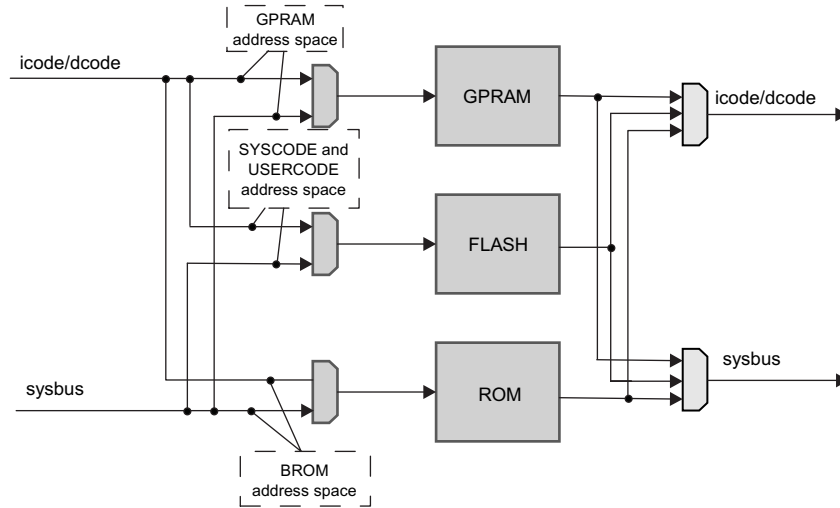 GPRAM
address space
icode/dcode
GPRAM
icode/dcode
SYSCODE and
USERCODE
address space
FLASH
sysbus
sysbus
ROM
BROM
address space